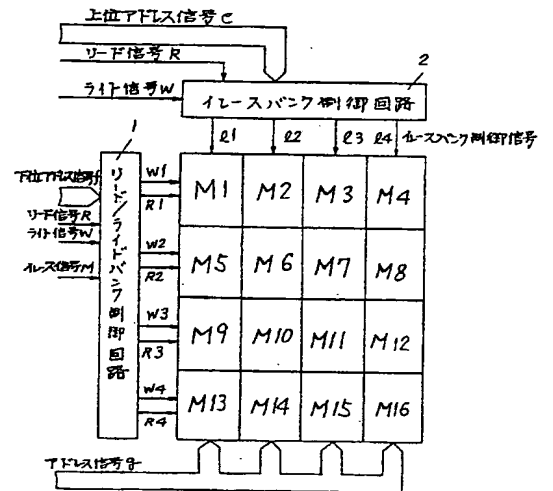 上位アドレス信号e
リード信号R
ライト信号W
2
イレースバンク制御回路
l1 l2 l3 l4 イレースバンク制御信号
1
下位アドレス信号f
リード信号R
ライト信号W
イレース信号M
リード/ライトバンク制御回路
W1
R1
W2
R2
W3
R3
W4
R4
M1 M2 M3 M4
M5 M6 M7 M8
M9 M10 M11 M12
M13 M14 M15 M16
アドレス信号g